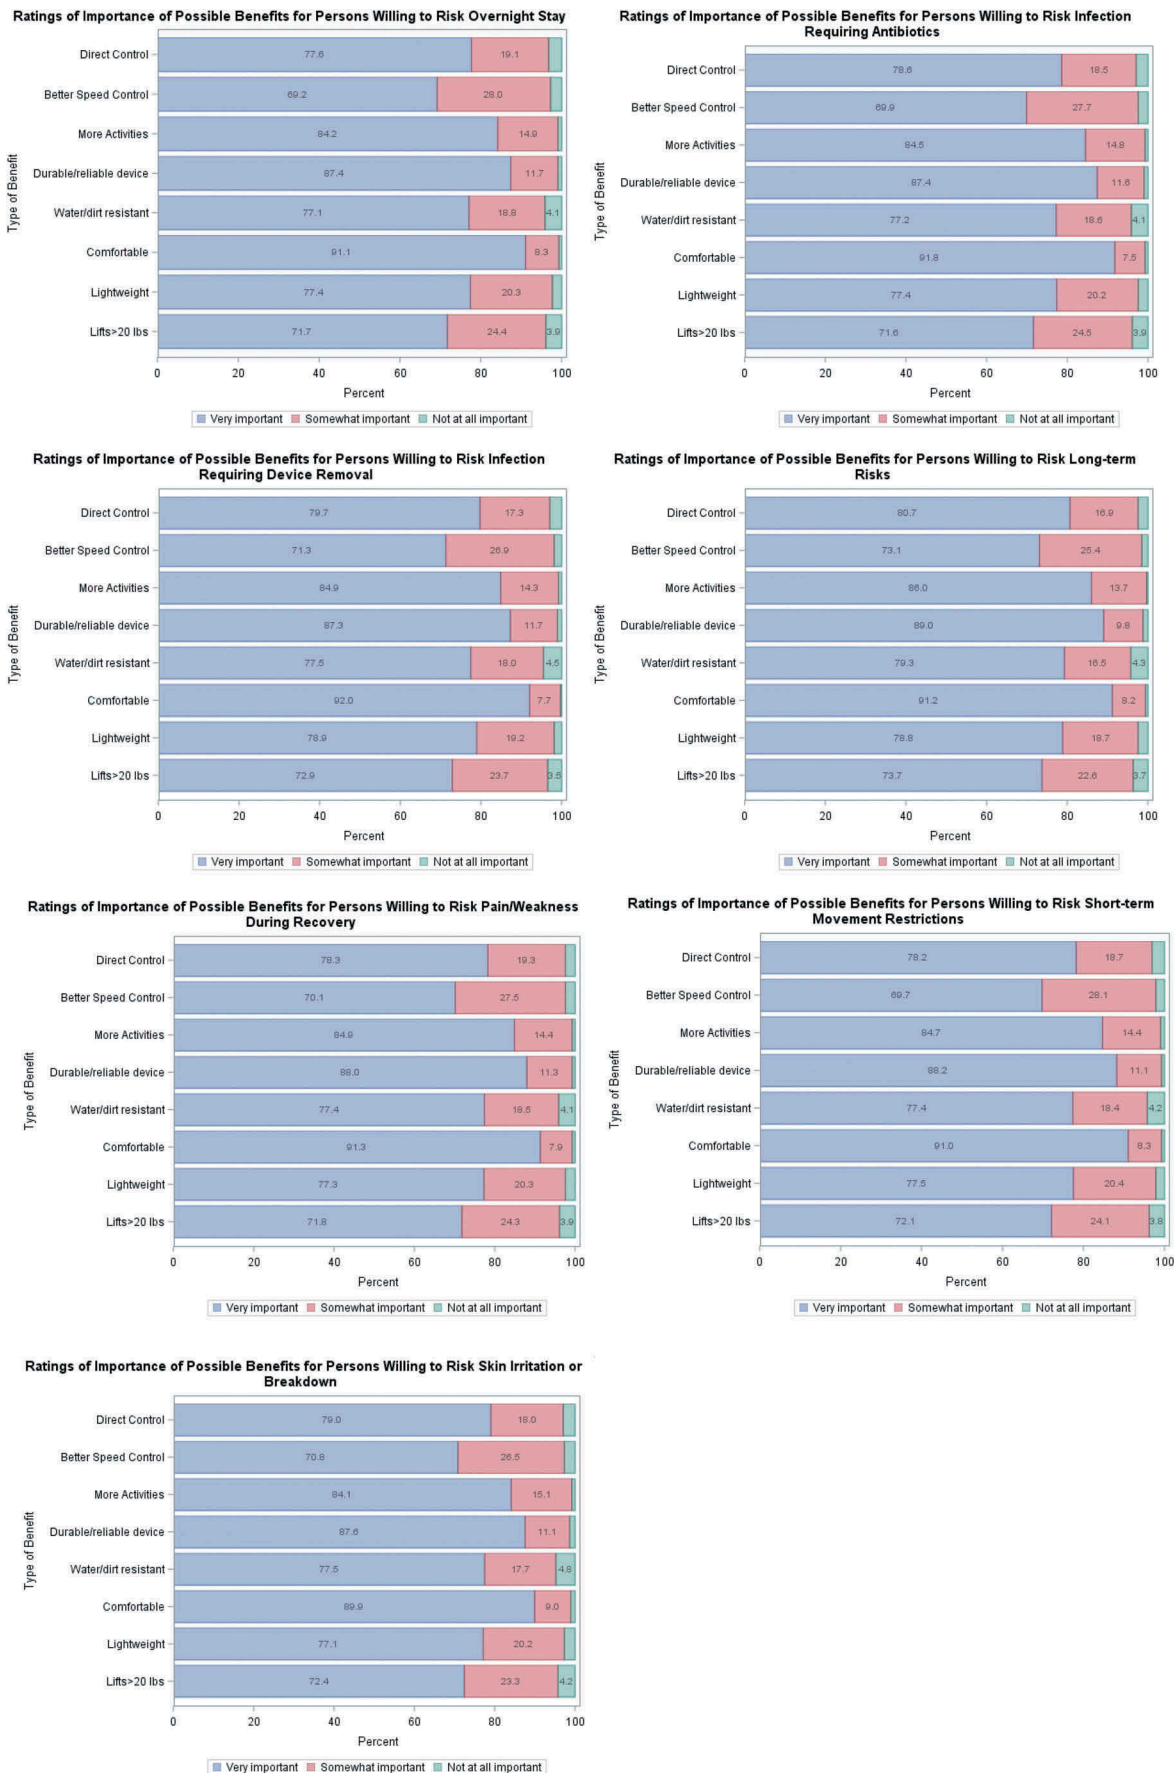 Ratings of Importance of Possible Benefits for Persons Willing to Risk Overnight Stay
Type of Benefit
Direct Control 77.6 19.1
Better Speed Control 69.2 28.0
More Activities 84.2 14.9
Durable/reliable device 87.4 11.7
Water/dirt resistant 77.1 18.8 4.1
Comfortable 91.1 8.3
Lightweight 77.4 20.3
Lifts>20 lbs 71.7 24.4 3.9
0 20 40 60 80 100
Percent
Very important Somewhat important Not at all important
Ratings of Importance of Possible Benefits for Persons Willing to Risk Infection
Requiring Antibiotics
Type of Benefit
Direct Control 78.6 18.5
Better Speed Control 69.9 27.7
More Activities 84.5 14.8
Durable/reliable device 87.4 11.6
Water/dirt resistant 77.2 18.6 4.1
Comfortable 91.8 7.5
Lightweight 77.4 20.2
Lifts>20 lbs 71.6 24.5 3.9
0 20 40 60 80 100
Percent
Very important Somewhat important Not at all important
Ratings of Importance of Possible Benefits for Persons Willing to Risk Infection
Requiring Device Removal
Type of Benefit
Direct Control 79.7 17.3
Better Speed Control 71.3 26.9
More Activities 84.9 14.3
Durable/reliable device 87.3 11.7
Water/dirt resistant 77.5 18.0 4.5
Comfortable 92.0 7.7
Lightweight 78.9 19.2
Lifts>20 lbs 72.9 23.7 3.5
0 20 40 60 80 100
Percent
Very important Somewhat important Not at all important
Ratings of Importance of Possible Benefits for Persons Willing to Risk Long-term
Risks
Type of Benefit
Direct Control 80.7 16.9
Better Speed Control 73.1 25.4
More Activities 86.0 13.7
Durable/reliable device 89.0 9.8
Water/dirt resistant 79.3 16.5 4.3
Comfortable 91.2 8.2
Lightweight 78.8 18.7
Lifts>20 lbs 73.7 22.6 3.7
0 20 40 60 80 100
Percent
Very important Somewhat important Not at all important
Ratings of Importance of Possible Benefits for Persons Willing to Risk Pain/Weakness
During Recovery
Type of Benefit
Direct Control 78.3 19.3
Better Speed Control 70.1 27.5
More Activities 84.9 14.4
Durable/reliable device 88.0 11.3
Water/dirt resistant 77.4 18.5 4.1
Comfortable 91.3 7.9
Lightweight 77.3 20.3
Lifts>20 lbs 71.8 24.3 3.9
0 20 40 60 80 100
Percent
Very important Somewhat important Not at all important
Ratings of Importance of Possible Benefits for Persons Willing to Risk Short-term
Movement Restrictions
Type of Benefit
Direct Control 78.2 18.7
Better Speed Control 69.7 28.1
More Activities 84.7 14.4
Durable/reliable device 88.2 11.1
Water/dirt resistant 77.4 18.4 4.2
Comfortable 91.0 8.3
Lightweight 77.5 20.4
Lifts>20 lbs 72.1 24.1 3.8
0 20 40 60 80 100
Percent
Very important Somewhat important Not at all important
Ratings of Importance of Possible Benefits for Persons Willing to Risk Skin Irritation or
Breakdown
Type of Benefit
Direct Control 79.0 18.0
Better Speed Control 70.8 26.5
More Activities 84.1 15.1
Durable/reliable device 87.6 11.1
Water/dirt resistant 77.5 17.7 4.8
Comfortable 89.9 9.0
Lightweight 77.1 20.2
Lifts>20 lbs 72.4 23.3 4.2
0 20 40 60 80 100
Percent
Very important Somewhat important Not at all important